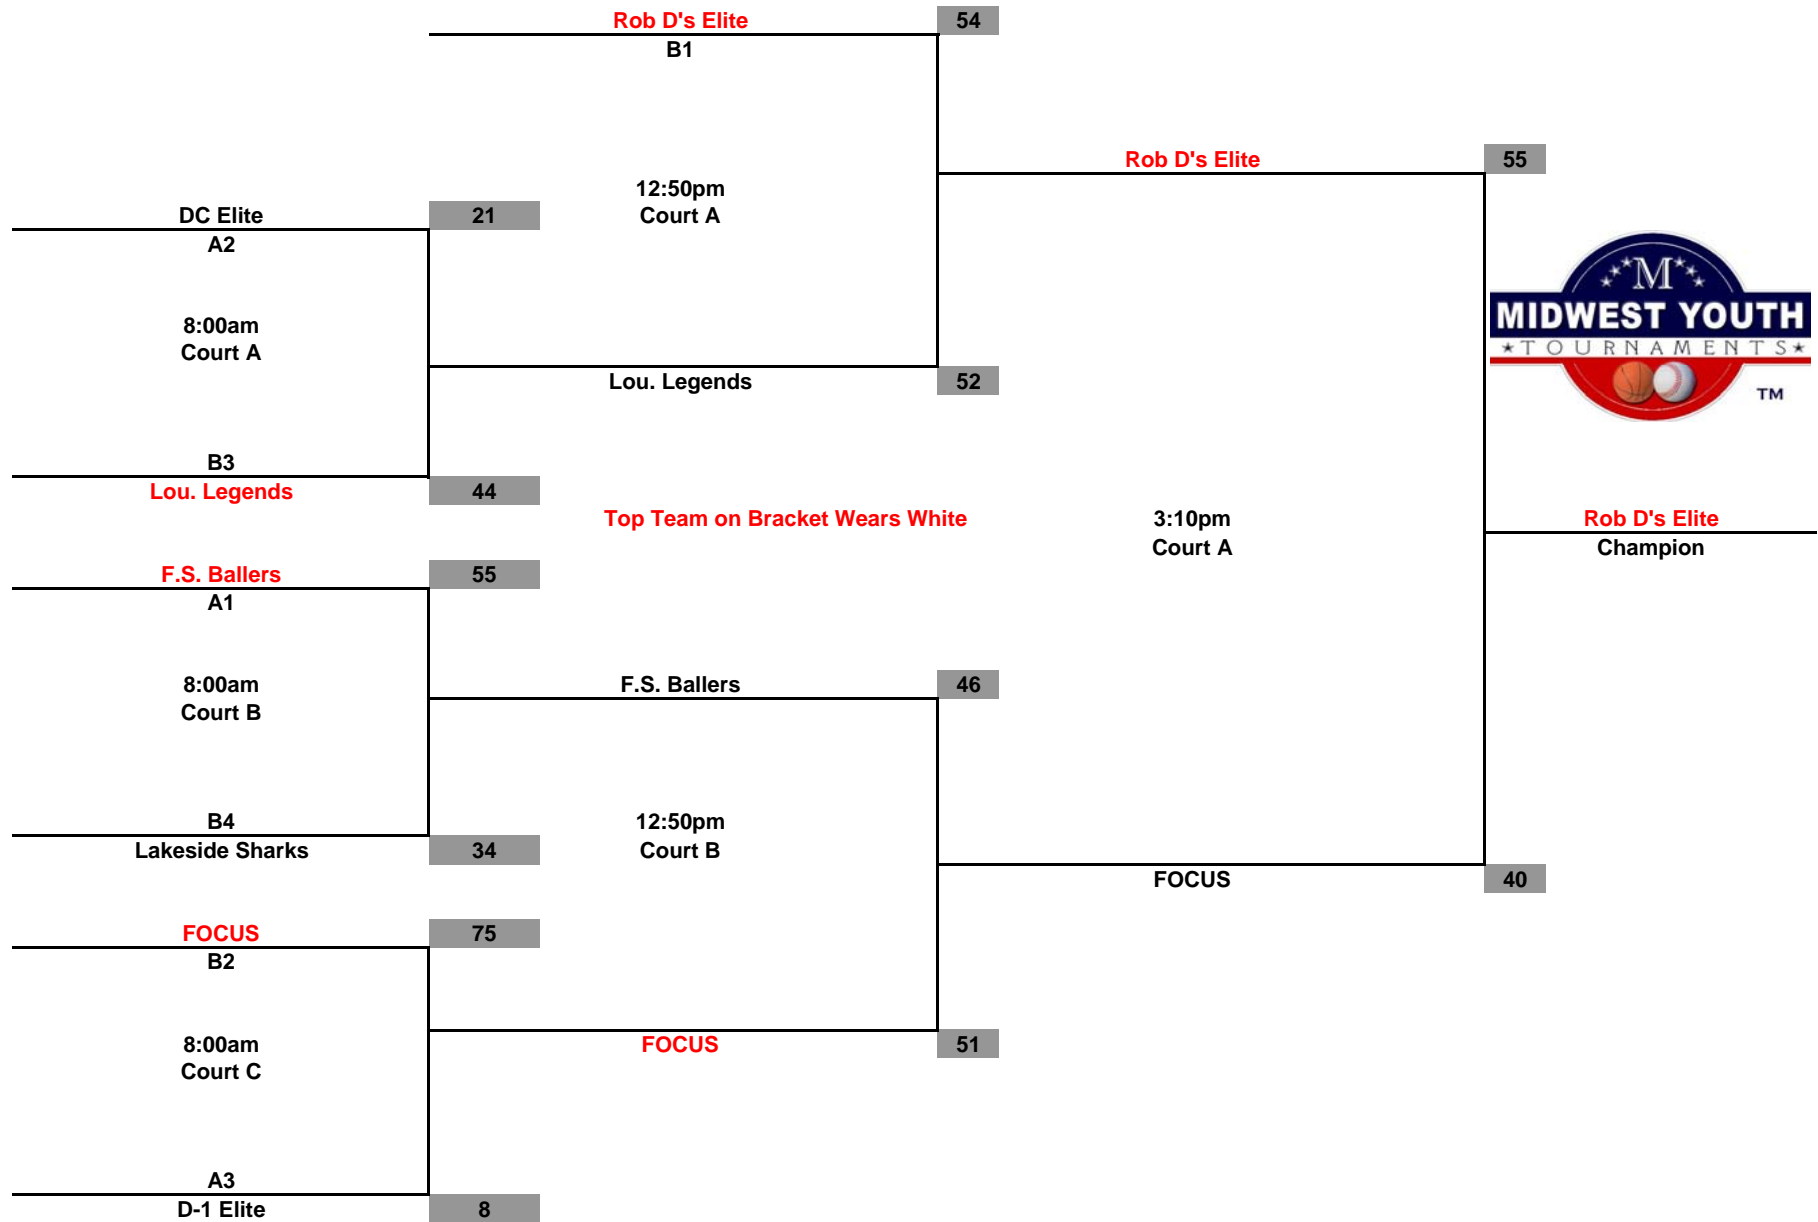 Rob D's Elite 54
B1
Rob D's Elite 55
12:50pm
Court A
DC Elite 21
A2
8:00am
Court A
M
MIDWEST YOUTH
TOURNAMENTS
TM
Lou. Legends 52
B3
Lou. Legends 44
Top Team on Bracket Wears White
3:10pm
Court A
Rob D's Elite
Champion
F.S. Ballers 55
A1
8:00am
Court B
F.S. Ballers 46
B4
Lakeside Sharks 34
12:50pm
Court B
FOCUS 40
FOCUS 75
B2
8:00am
Court C
FOCUS 51
A3
D-1 Elite 8